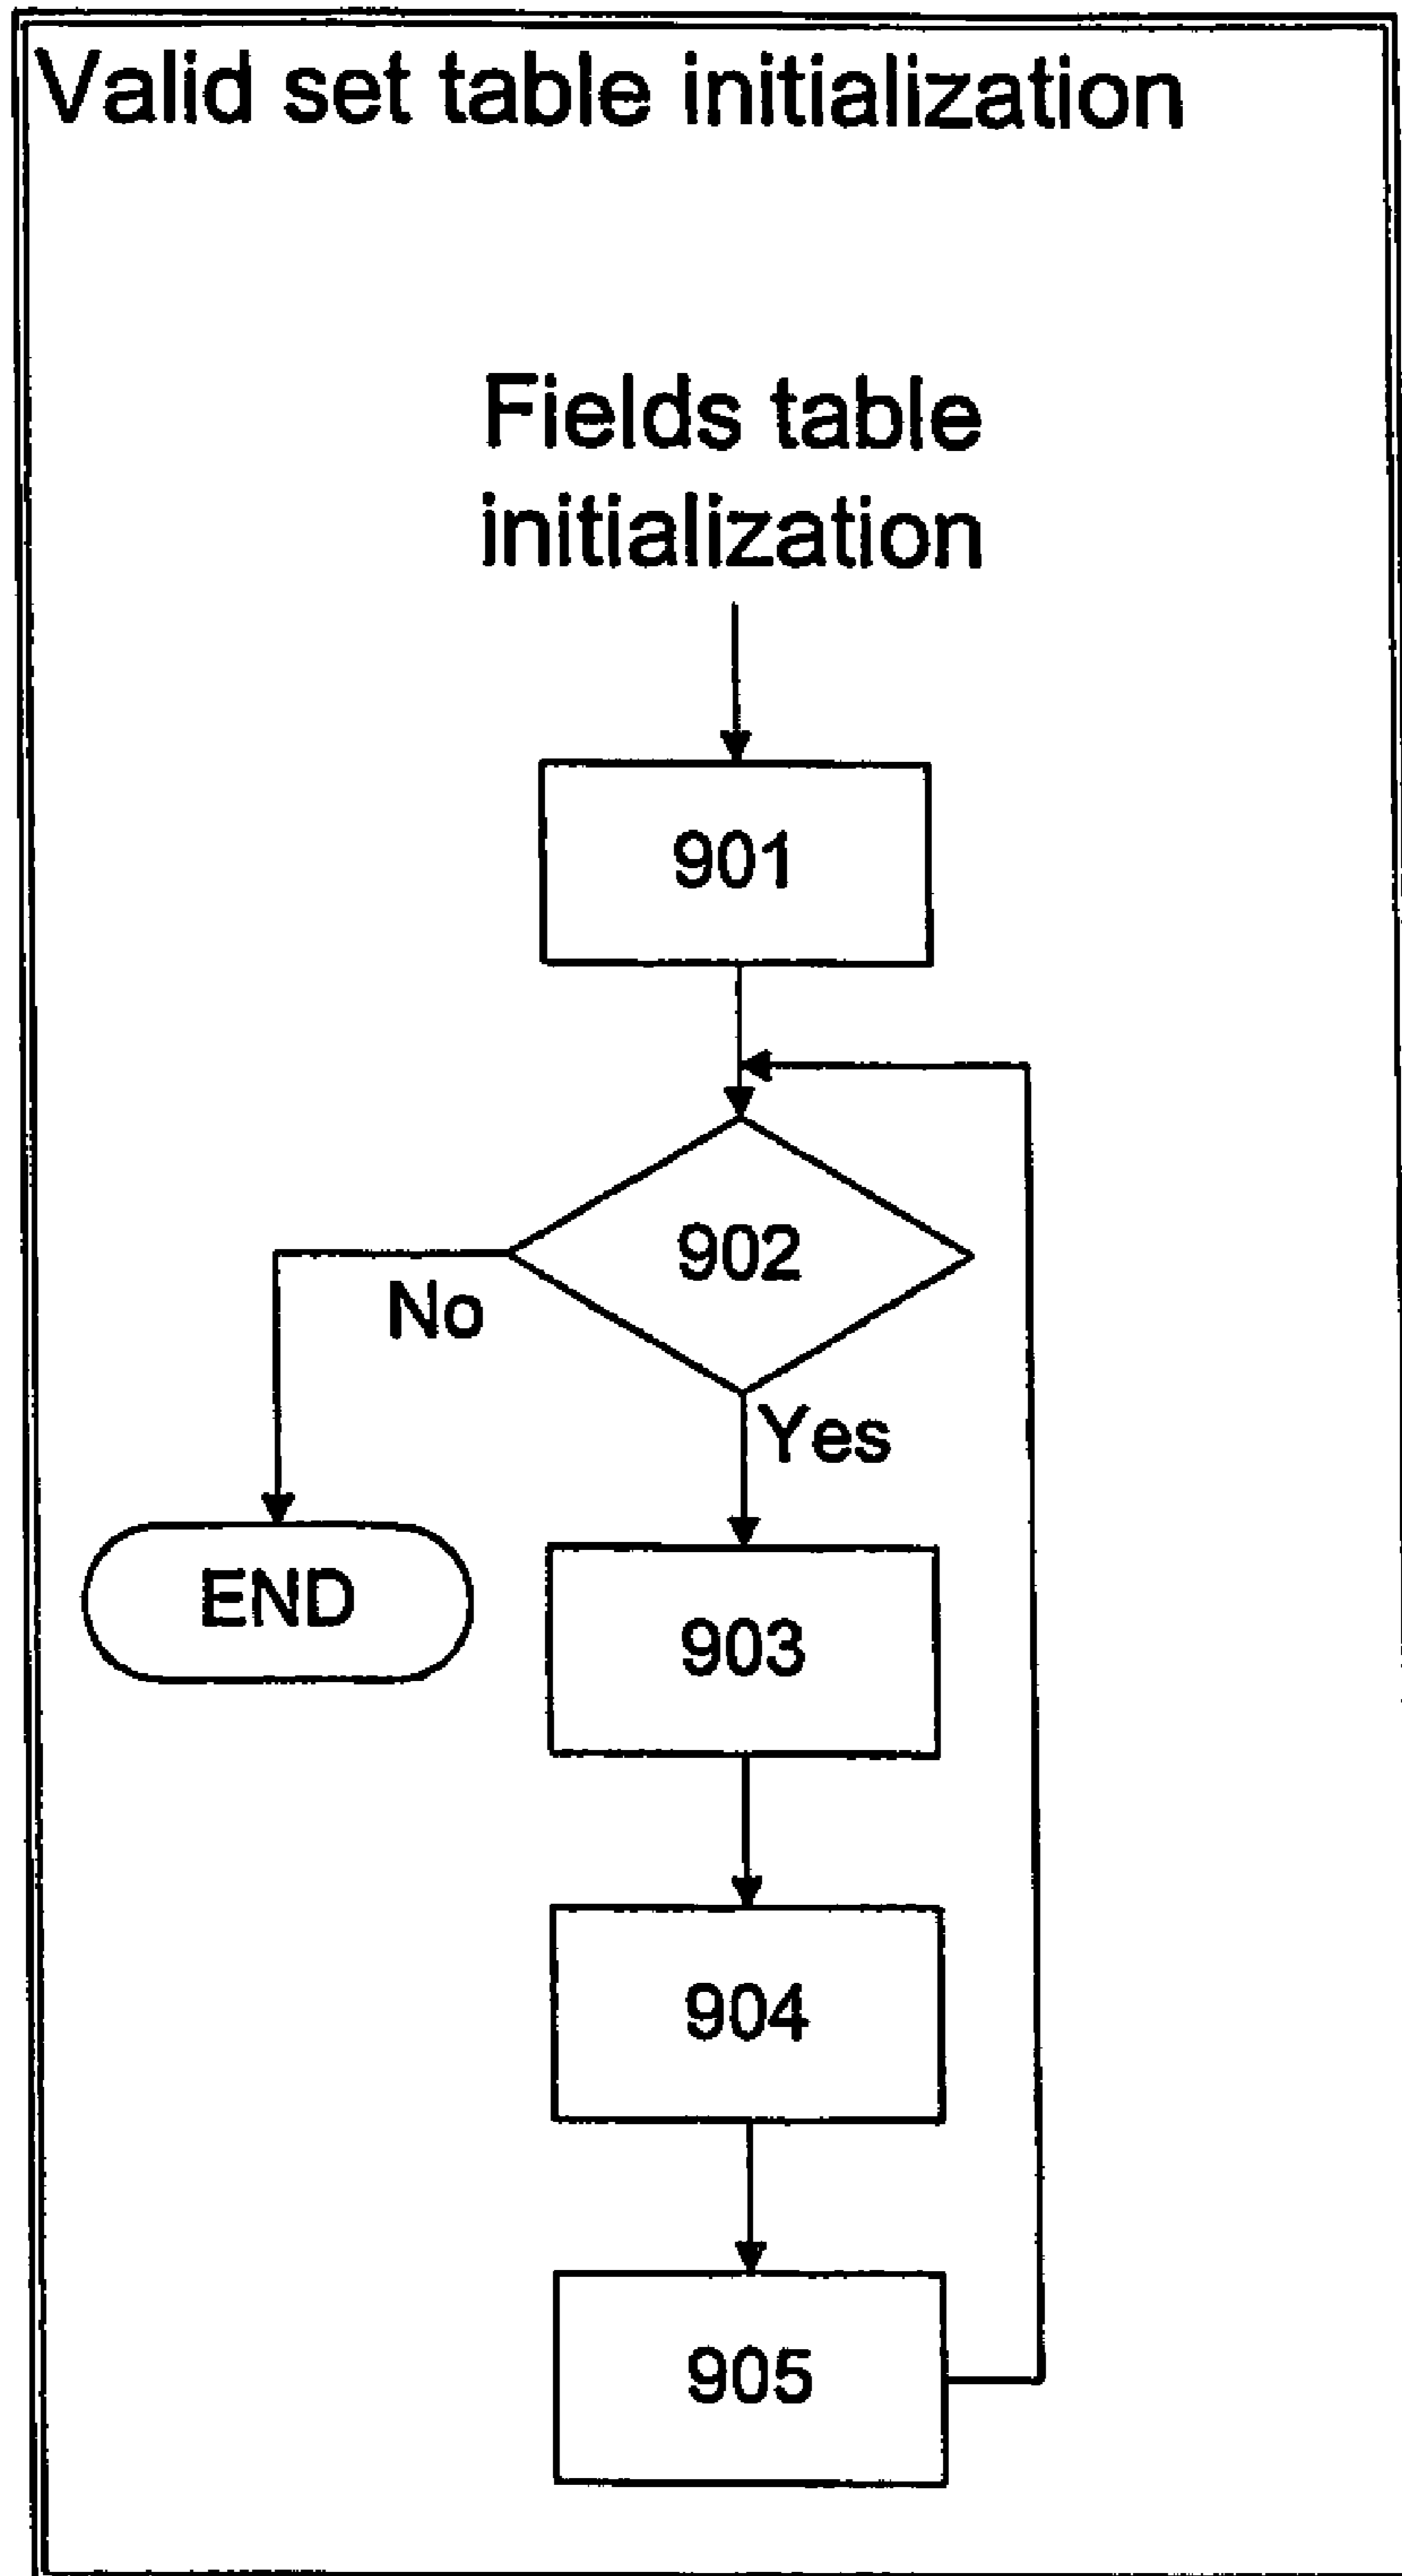 Valid set table initialization
Fields table
initialization
901
902
No
Yes
END
903
904
905